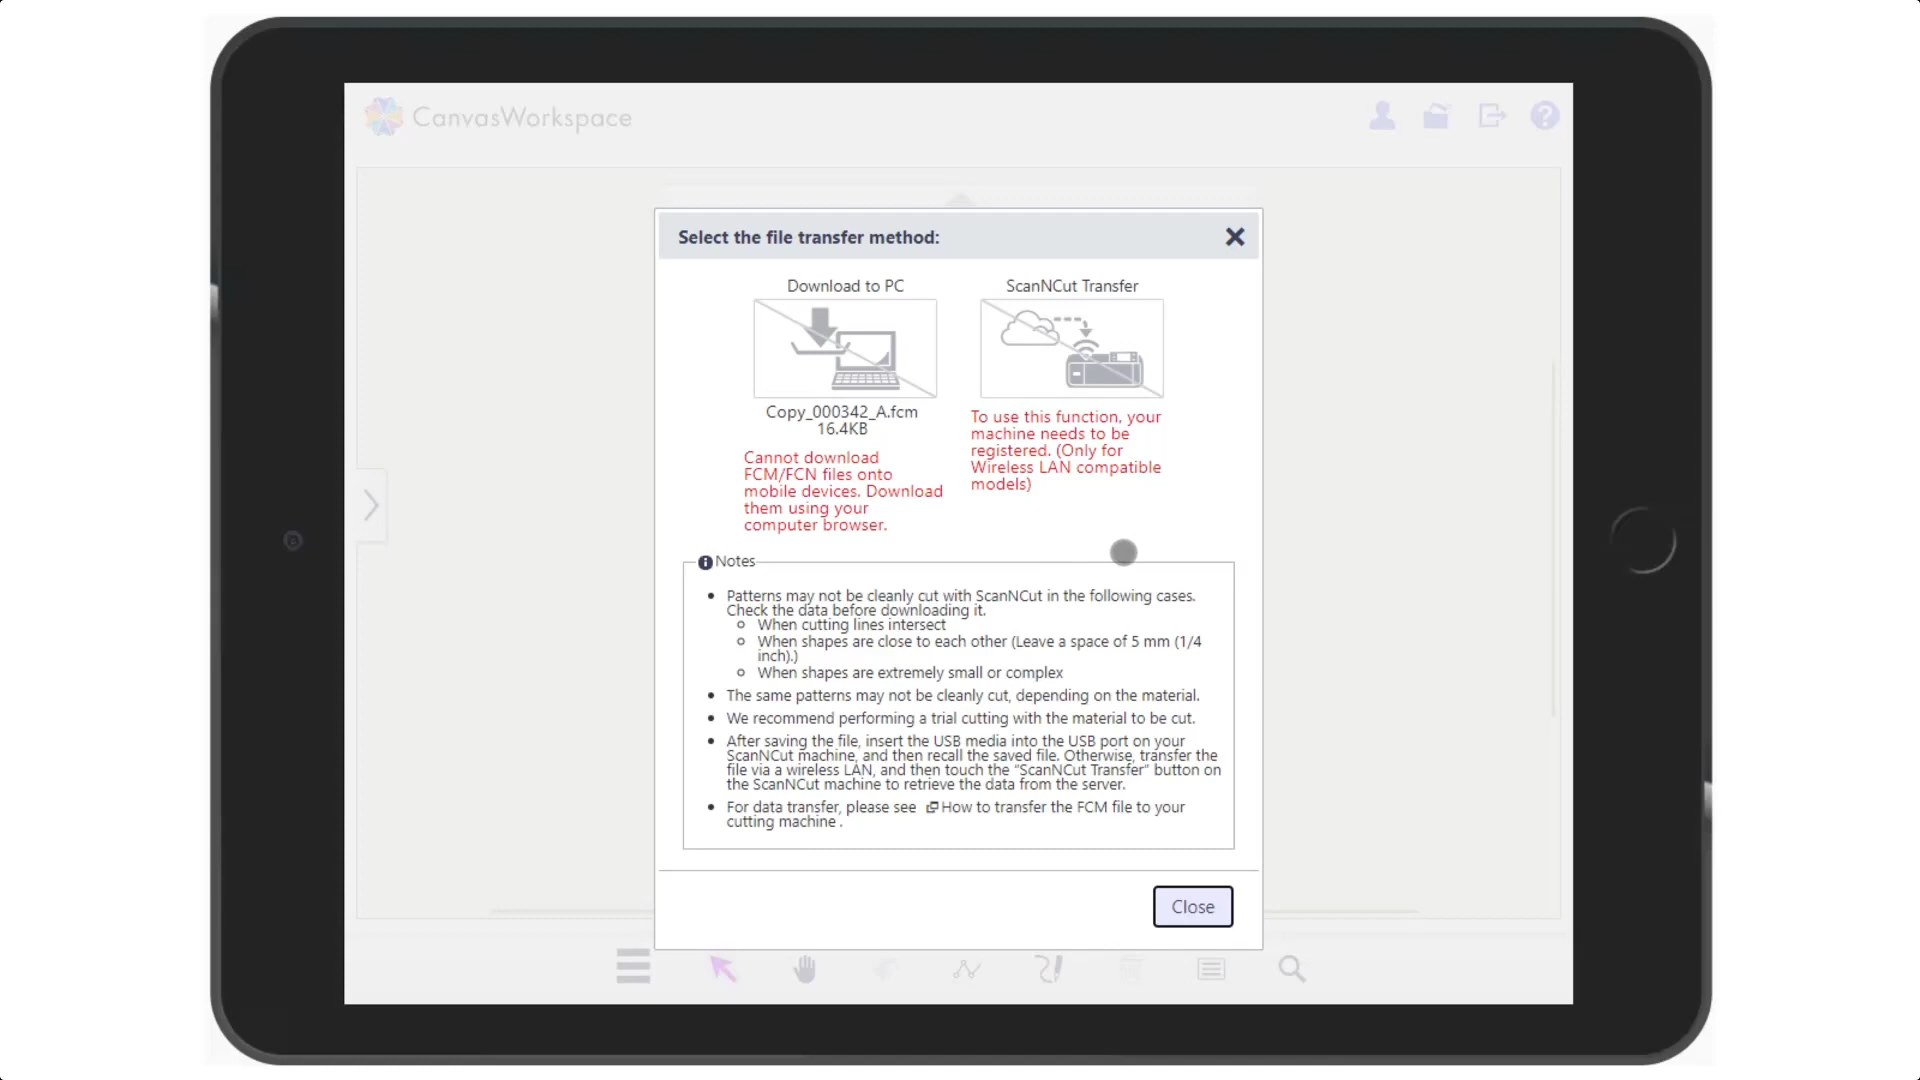 CanvasWorkspace
Select the file transfer method:
Download to PC
ScanNCut Transfer
Copy_000342_A.fcm
16.4KB
Cannot download
FCM/FCN files onto
mobile devices. Download
them using your
computer browser.
To use this function, your
machine needs to be
registered. (Only for
Wireless LAN compatible
models)
Notes
Patterns may not be cleanly cut with ScanNCut in the following cases.
Check the data before downloading it.
When cutting lines intersect
When shapes are close to each other (Leave a space of 5 mm (1/4
inch).)
When shapes are extremely small or complex
The same patterns may not be cleanly cut, depending on the material.
We recommend performing a trial cutting with the material to be cut.
After saving the file, insert the USB media into the USB port on your
ScanNCut machine, and then recall the saved file. Otherwise, transfer the
file via a wireless LAN, and then touch the “ScanNCut Transfer” button on
the ScanNCut machine to retrieve the data from the server.
For data transfer, please see How to transfer the FCM file to your
cutting machine .
Close